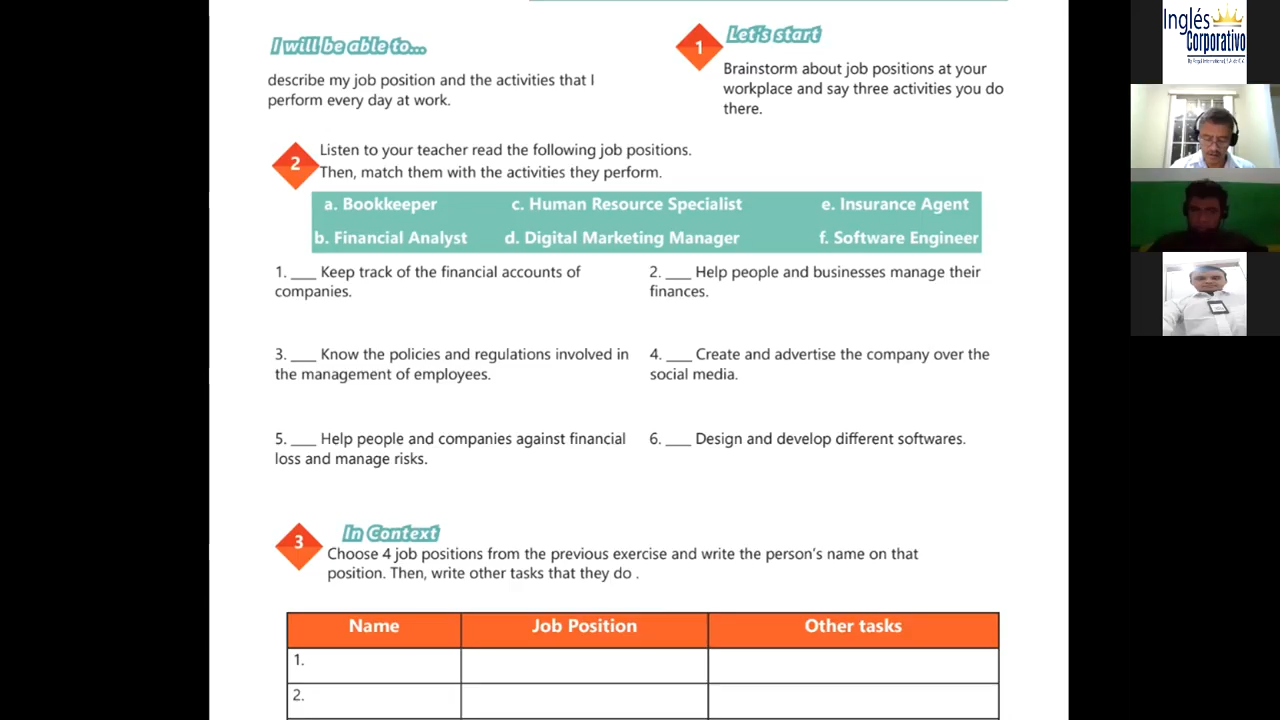 I will be able to...
describe my job position and the activities that I
perform every day at work.
1
Let's start
Brainstorm about job positions at your
workplace and say three activities you do
there.
2
Listen to your teacher read the following job positions.
Then, match them with the activities they perform.
a. Bookkeeper c. Human Resource Specialist e. Insurance Agent
b. Financial Analyst d. Digital Marketing Manager f. Software Engineer
1. ___ Keep track of the financial accounts of
companies.
2. ___ Help people and businesses manage their
finances.
3. ___ Know the policies and regulations involved in
the management of employees.
4. ___ Create and advertise the company over the
social media.
5. ___ Help people and companies against financial
loss and manage risks.
6. ___ Design and develop different softwares.
3
In Context
Choose 4 job positions from the previous exercise and write the person's name on that
position. Then, write other tasks that they do .
Name Job Position Other tasks
1.
2.
Inglés
Corporativo